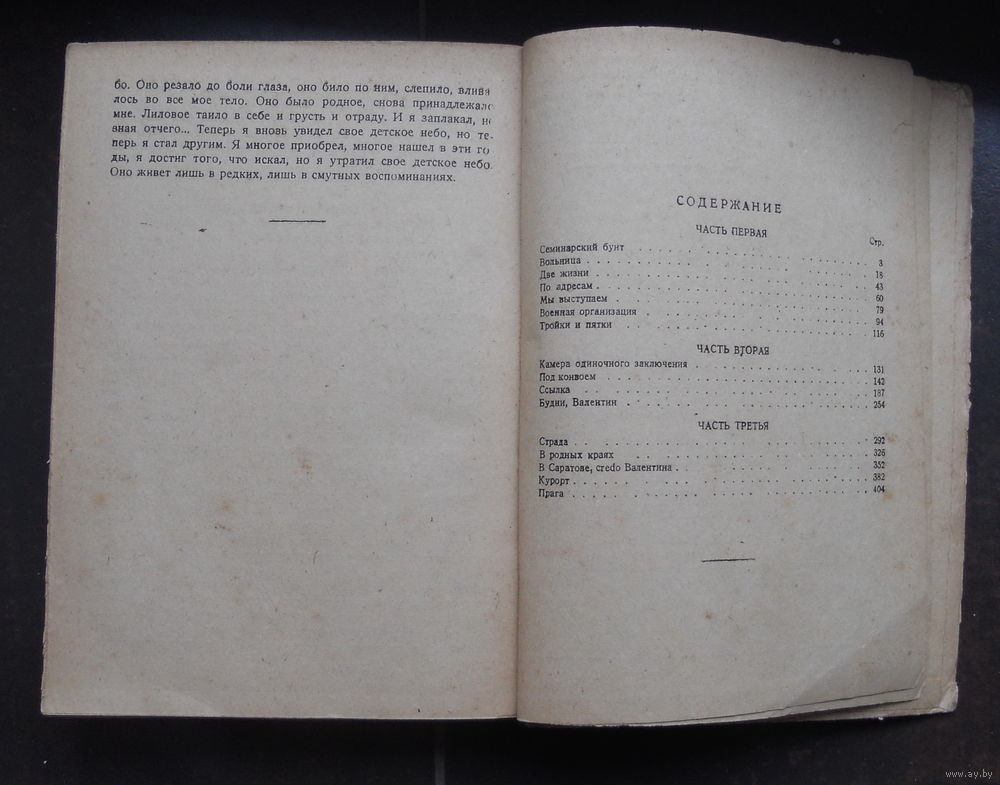 бо. Оно резало до боли глаза, оно било по ним, слепило, влива
лось во все мое тело. Оно было родное, снова принадлежало
мне. Лиловое таило в себе и грусть и отраду. И я заплакал, не
зная отчего... Теперь я вновь увидел свое детское небо, но те-
перь я стал другим. Я многое приобрел, многое нашел в эти го
ды, я достиг того, что искал, но я утратил свое детское небо.
Оно живет лишь в редких, лишь в смутных воспоминаниях.
СОДЕРЖАНИЕ
ЧАСТЬ ПЕРВАЯ
Стр.
Семинарский бунт . . . . . . . . . . 3
Вольница . . . . . . . . . . 18
Две жизни . . . . . . . . . . 43
По адресам . . . . . . . . . . 60
Мы выступаем . . . . . . . . . . 79
Военная организация . . . . . . . . . . 94
Тройки и пятки . . . . . . . . . . 116
ЧАСТЬ ВТОРАЯ
Камера одиночного заключения . . . . . . . . . . 131
Под конвоем . . . . . . . . . . 142
Ссылка . . . . . . . . . . 187
Будни, Валентин . . . . . . . . . . 254
ЧАСТЬ ТРЕТЬЯ
Страда . . . . . . . . . . 292
В родных краях . . . . . . . . . . 326
В Саратове, credo Валентина . . . . . . . . . . 352
Курорт . . . . . . . . . . 382
Прага . . . . . . . . . . 404
www.ay.by